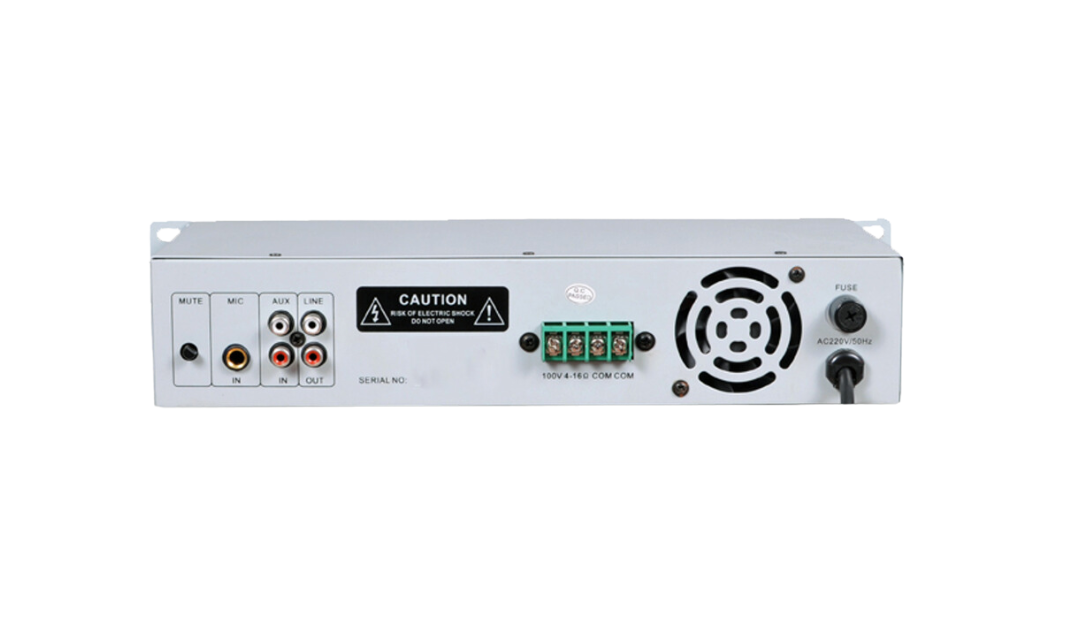 MUTE
MIC
AUX
LINE
IN
IN
OUT
CAUTION
RISK OF ELECTRIC SHOCK
DO NOT OPEN
SERIAL NO:
Q.C.
PASSED
100V 4-16Ω COM COM
FUSE
AC220V/50Hz